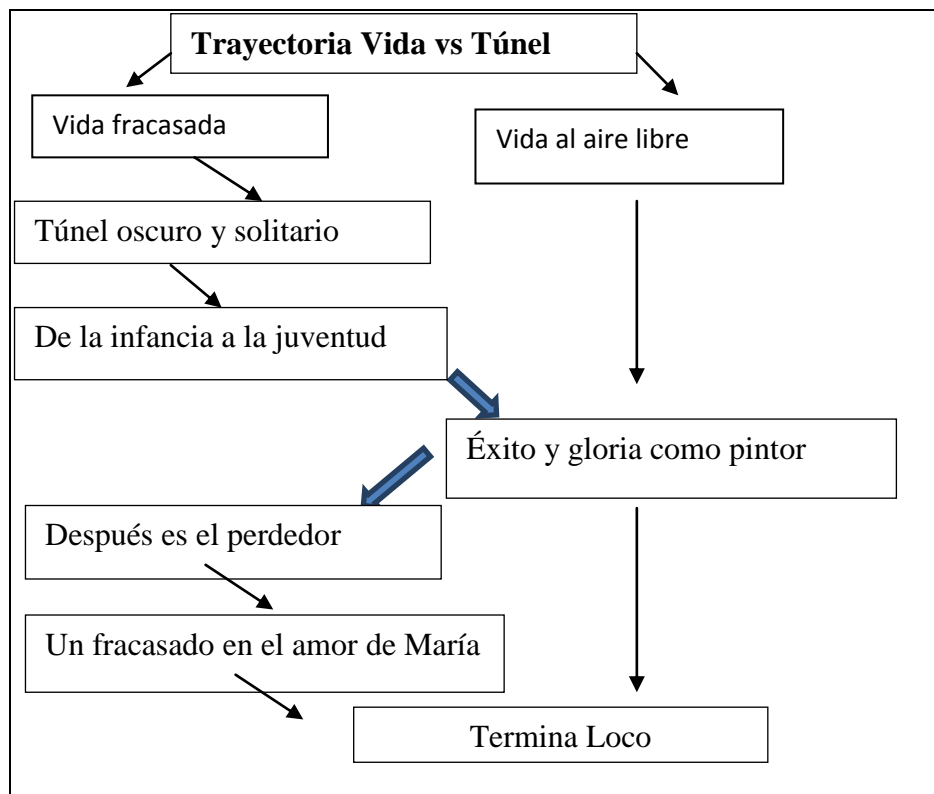 Trayectoria Vida vs Túnel
Vida fracasada
Vida al aire libre
Túnel oscuro y solitario
De la infancia a la juventud
Éxito y gloria como pintor
Después es el perdedor
Un fracasado en el amor de María
Termina Loco